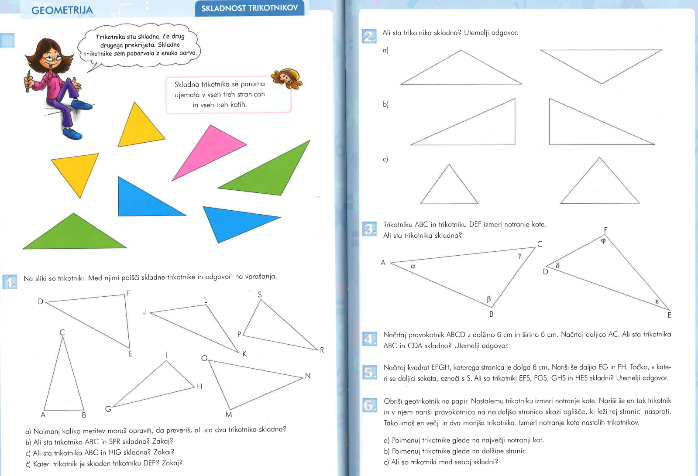 GEOMETRIJA
SKLADNOST TRIKOTNIKOV
Trikotnika sta skladna, če drug
drugega prekrijeta. Skladne
trikotnike sem pobarvala z enako barvo.
Skladna trikotnika se paroma
ujemata v vseh treh stranicah
in vseh treh kotih.
1. Na sliki so trikotniki. Med njimi poišči skladne trikotnike in odgovori na vprašanja.
D F E
J K
S P R
C A B
I H G
O N M
a) Najmanj koliko meritev moraš opraviti, da preveriš, ali sta dva trikotnika skladna?
b) Ali sta trikotnika ABC in SPR skladna? Zakaj?
c) Ali sta trikotnika ABC in HIG skladna? Zakaj?
č) Kateri trikotnik je skladen trikotniku DEF? Zakaj?
2. Ali sta trikotnika skladna? Utemelji odgovor.
a)
b)
c)
3. Trikotniku ABC in trikotniku DEF izmeri notranje kote.
Ali sta trikotnika skladna?
A α B β C γ
D δ E ε F φ
4. Načrtaj pravokotnik ABCD z dolžino 6 cm in širino 6 cm. Načrtaj daljico AC. Ali sta trikotnika
ABC in CDA skladna? Utemelji odgovor.
5. Načrtaj kvadrat EFGH, katerega stranica je dolga 6 cm. Nariši še daljici EG in FH. Točko, v kate-
ri se daljici sekata, označi s S. Ali so trikotniki EFS, FGS, GHS in HES skladni? Utemelji odgovor.
6. Obriši geotrikotnik na papir. Nastalemu trikotniku izmeri notranje kote. Nariši še en tak trikotnik
in v njem nariši pravokotnico na najdaljšo stranico skozi oglišče, ki leži tej stranici nasproti.
Tako imaš en večji in dva manjša trikotnika. Izmeri notranje kote nastalih trikotnikov.
a) Poimenuj trikotnike glede na največji notranji kot.
b) Poimenuj trikotnike glede na dolžine stranic.
c) Ali so trikotniki med sabo skladni?